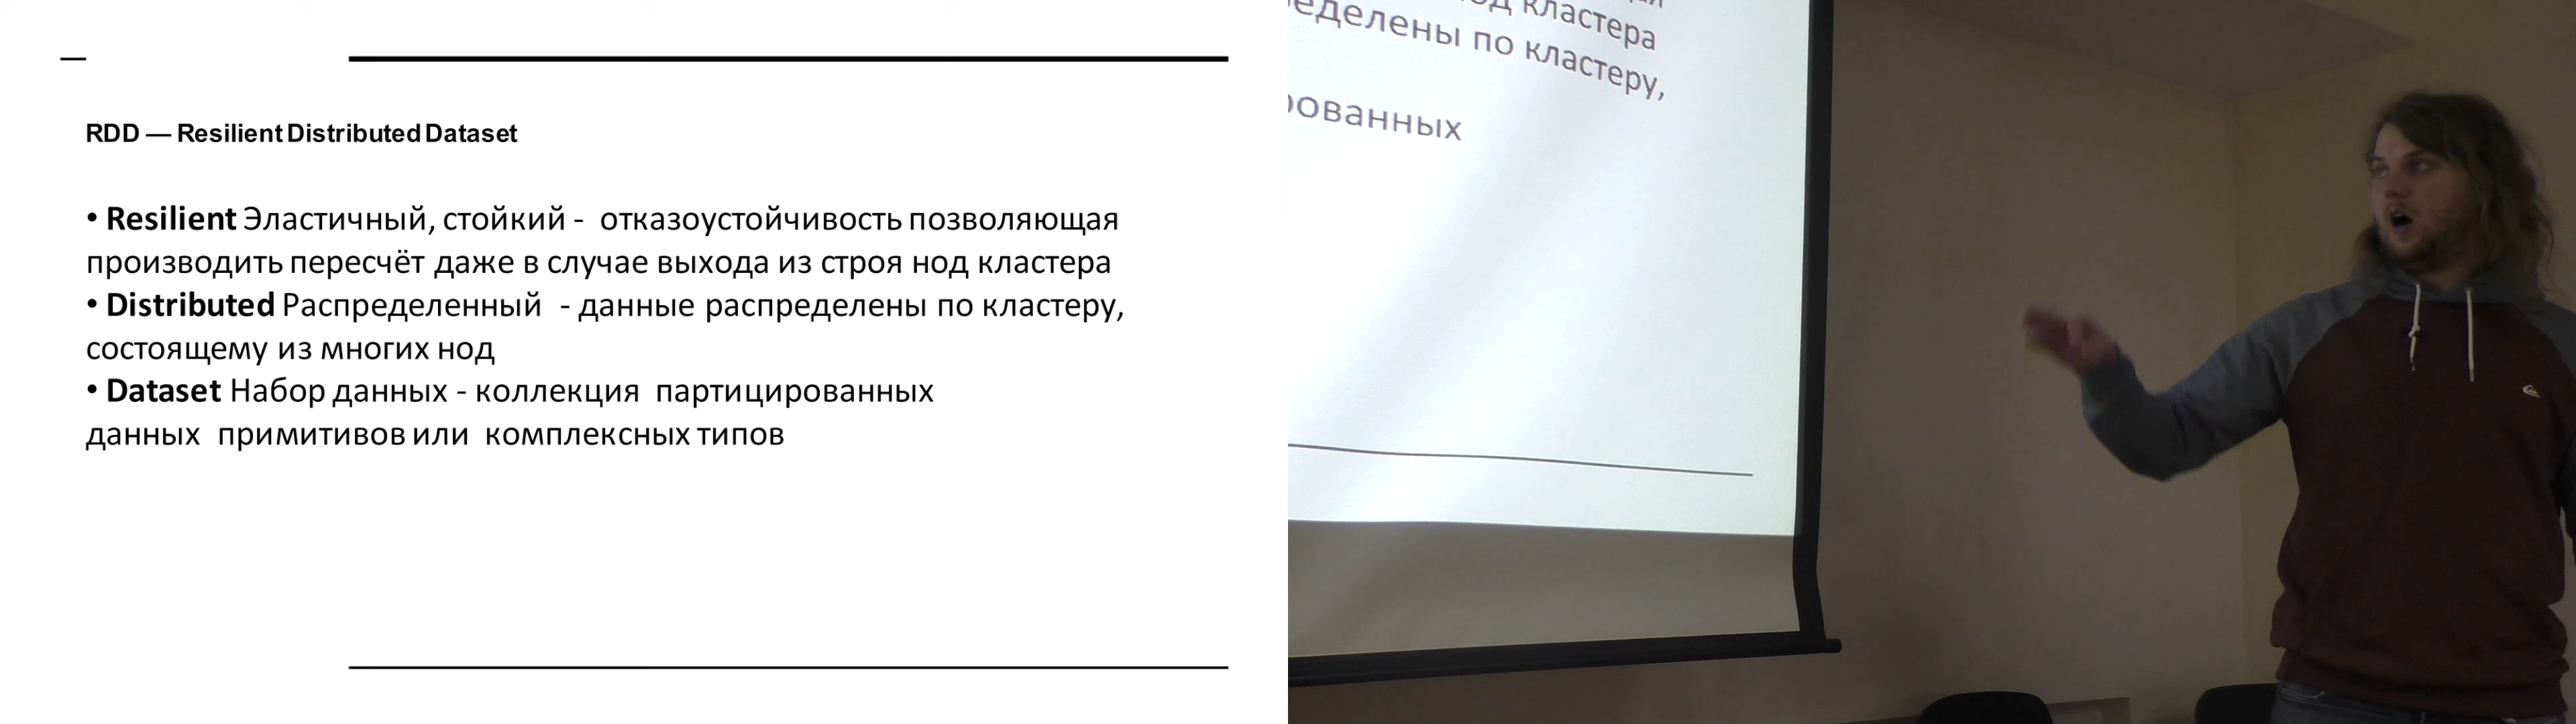 RDD — Resilient Distributed Dataset
• Resilient Эластичный, стойкий - отказоустойчивость позволяющая
производить пересчёт даже в случае выхода из строя нод кластера
• Distributed Распределенный - данные распределены по кластеру,
состоящему из многих нод
• Dataset Набор данных - коллекция партицированных
данных примитивов или комплексных типов
кластера
еделены по кластеру,
ованных